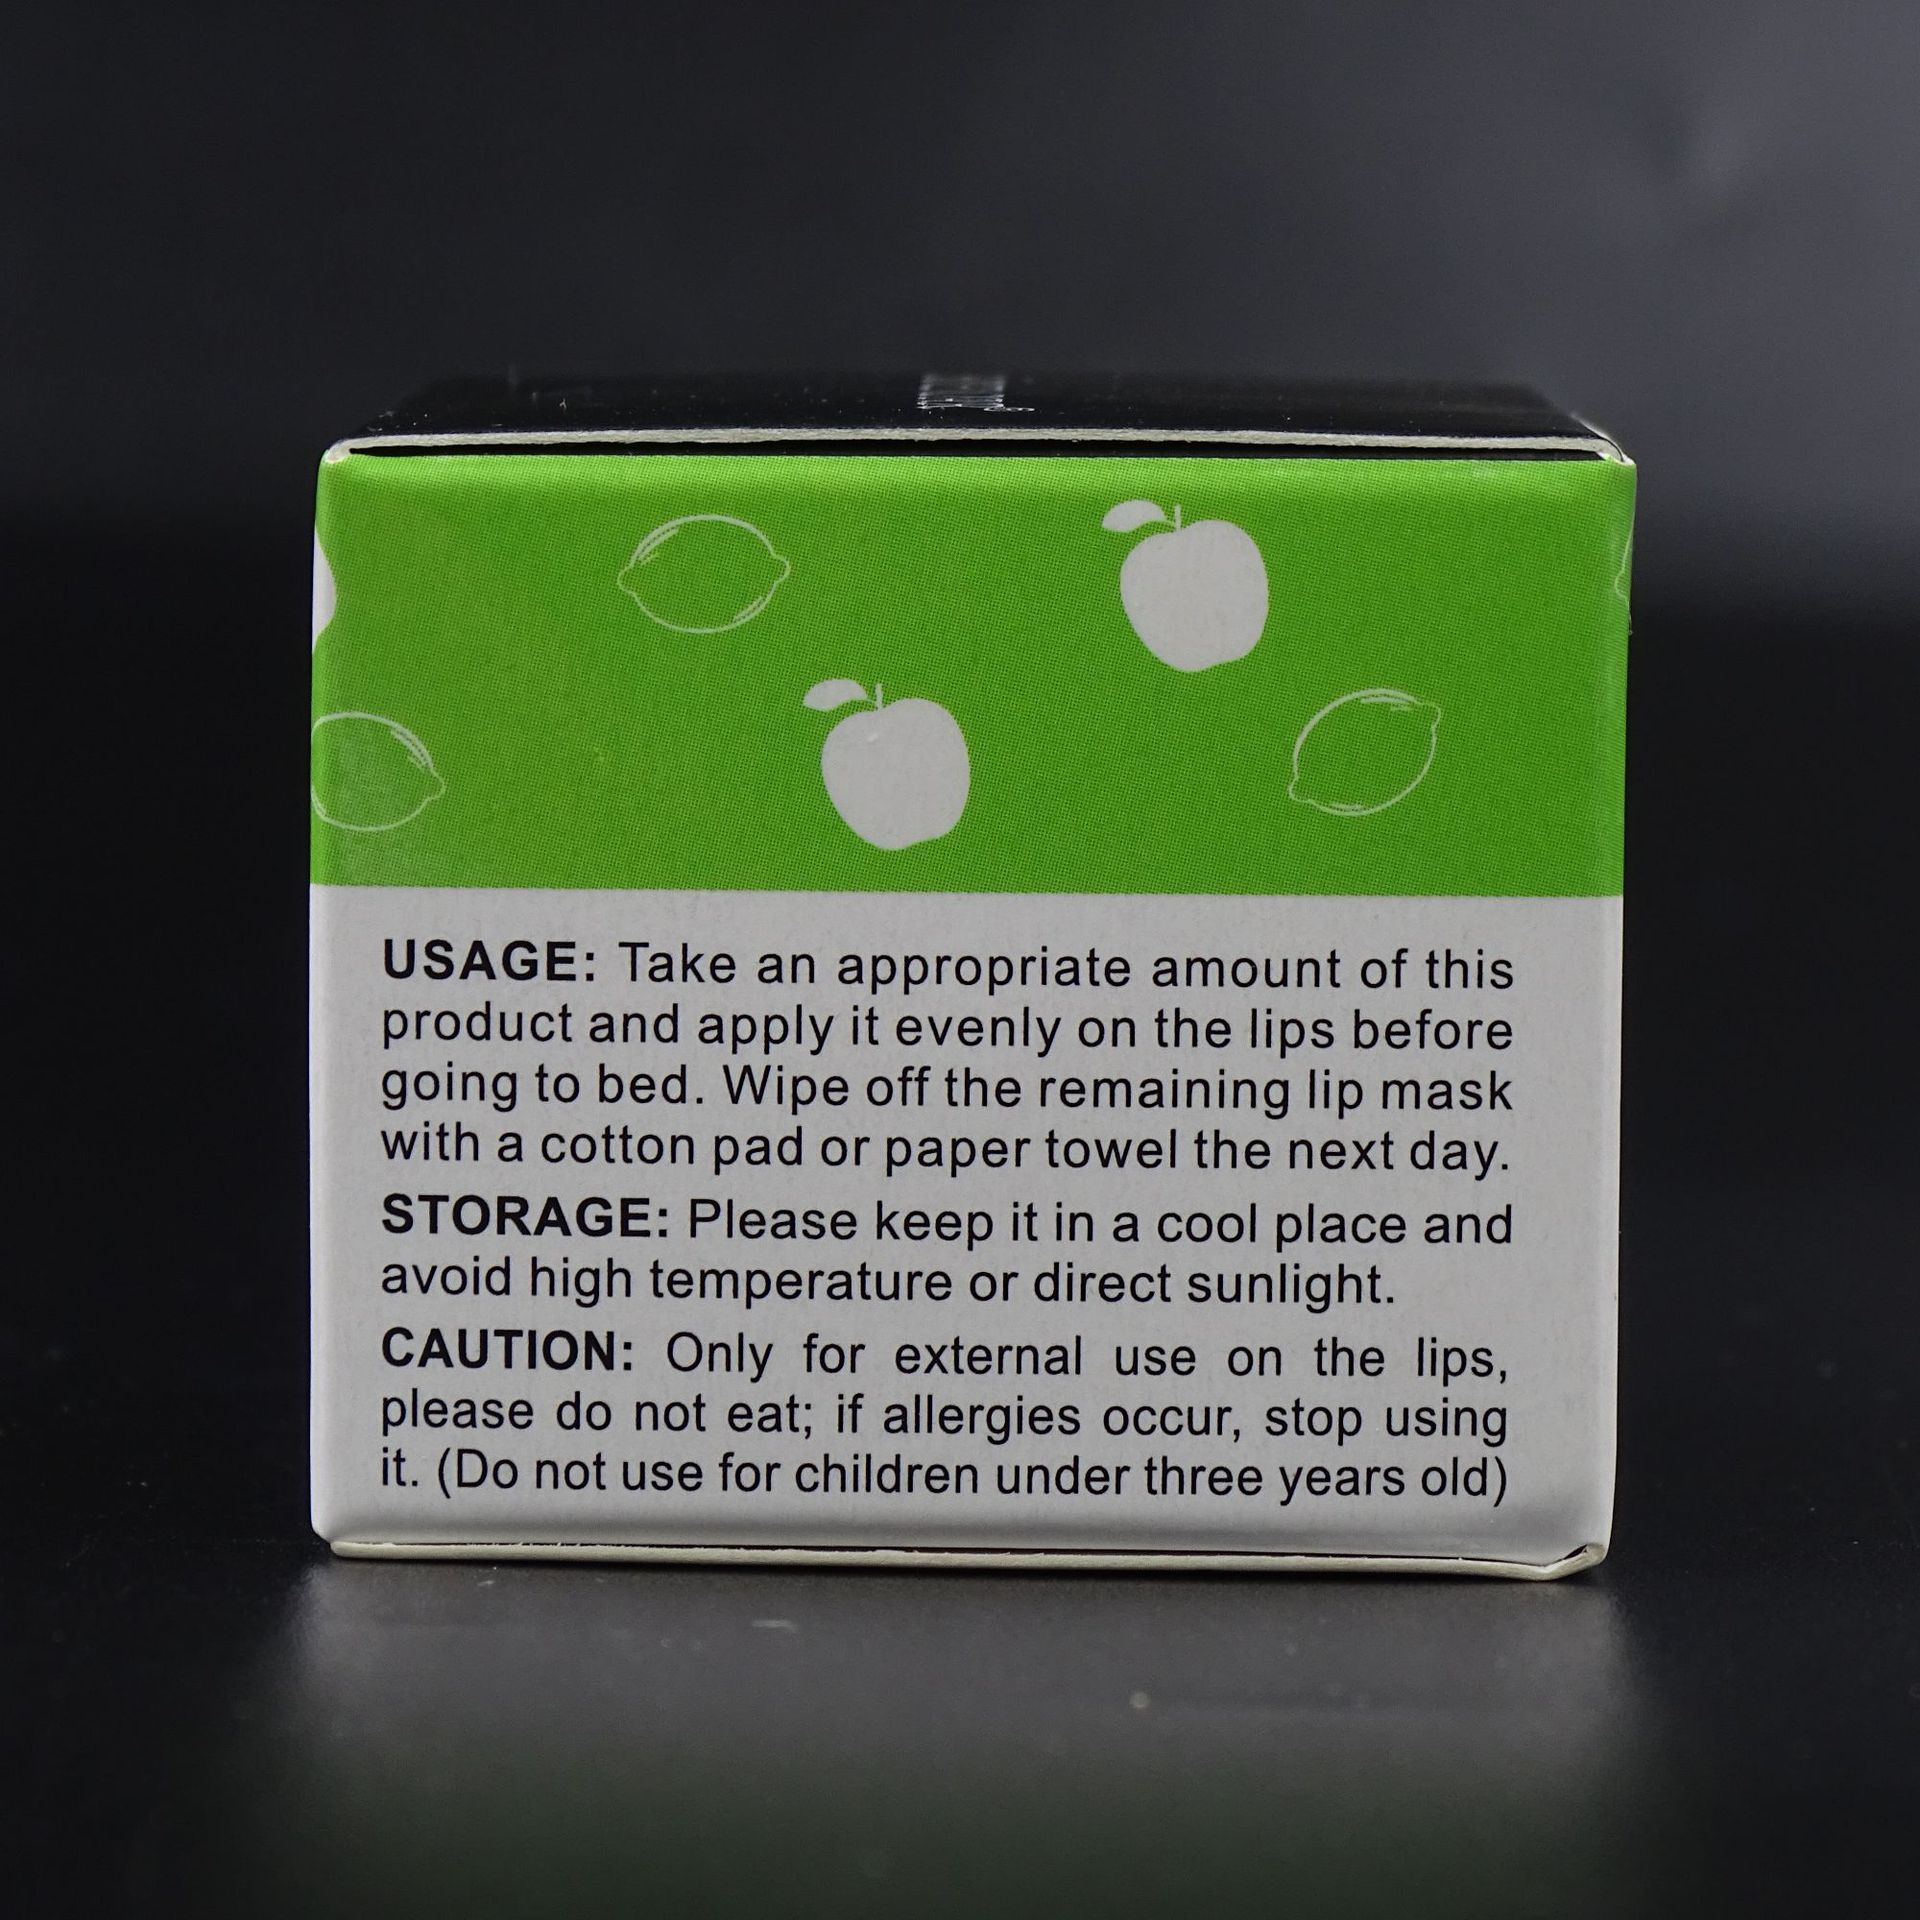 USAGE: Take an appropriate amount of this
product and apply it evenly on the lips before
going to bed. Wipe off the remaining lip mask
with a cotton pad or paper towel the next day.
STORAGE: Please keep it in a cool place and
avoid high temperature or direct sunlight.
CAUTION: Only for external use on the lips,
please do not eat; if allergies occur, stop using
it. (Do not use for children under three years old)